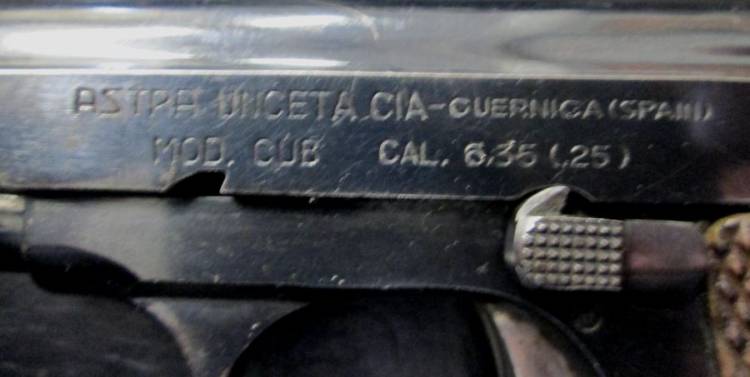 ASTRA UNCETA CIA-GUERNICA (SPAIN)
MOD. CUB CAL. 6,35 (.25)